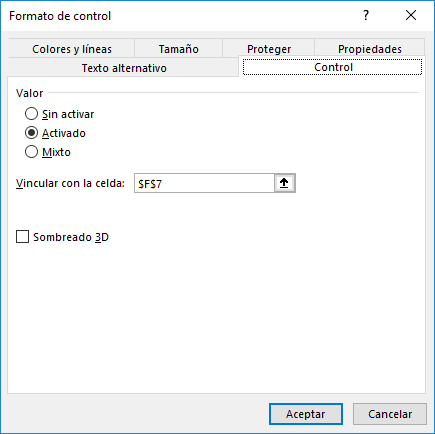 Formato de control
?
Colores y líneas Tamaño Proteger Propiedades
Texto alternativo Control
Valor
Sin activar
Activado
Mixto
Vincular con la celda: $F$7
Sombreado 3D
Aceptar Cancelar